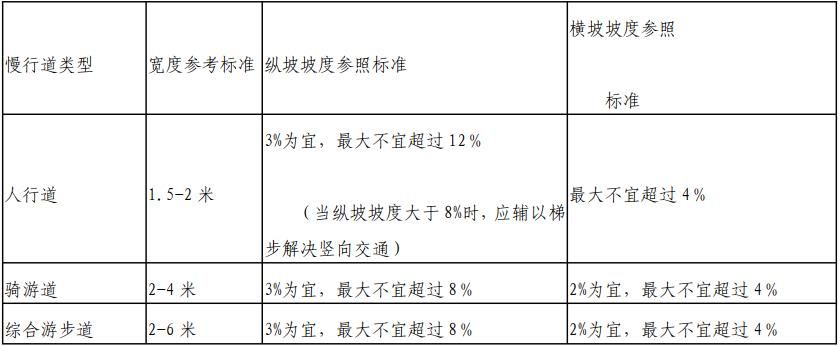 慢行道类型 宽度参考标准 纵坡坡度参照标准 横坡坡度参照
标准
人行道 1.5-2 米 3%为宜，最大不宜超过 12%
（当纵坡坡度大于 8%时，应辅以梯
步解决竖向交通）
最大不宜超过 4%
骑游道 2-4 米 3%为宜，最大不宜超过 8% 2%为宜，最大不宜超过 4%
综合游步道 2-6 米 3%为宜，最大不宜超过 8% 2%为宜，最大不宜超过 4%